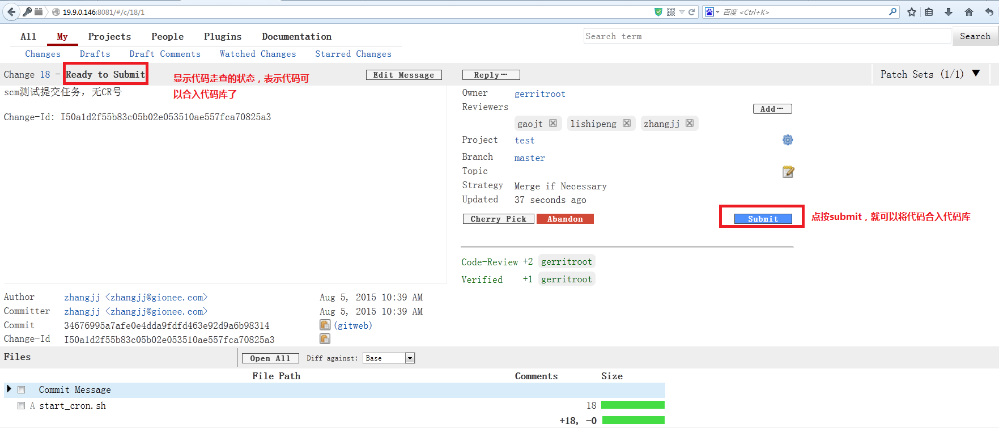 19.9.0.146:8081/#/c/18/1
百度 <Ctrl+K>
All My Projects People Plugins Documentation
Search term
Search
Changes Drafts Draft Comments Watched Changes Starred Changes
Change 18 - Ready to Submit
显示代码走查的状态，表示代码可
以合入代码库了
Edit Message
Reply…
Patch Sets (1/1) ▼
scm测试提交任务，无CR号
Change-Id: I50a1d2f55b83c05b02e053510ae557fca70825a3
Owner gerritroot
Reviewers
Add…
gaojt lishipeng zhangjj
Project test
Branch master
Topic
Strategy Merge if Necessary
Updated 37 seconds ago
Cherry Pick Abandon Submit
点按submit，就可以将代码合入代码库
Code-Review +2 gerritroot
Verified +1 gerritroot
Author zhangjj <zhangjj@gionee.com> Aug 5, 2015 10:39 AM
Committer zhangjj <zhangjj@gionee.com> Aug 5, 2015 10:39 AM
Commit 34676995a7afe0e4dda9fdfd463e92d9a6b98314 (gitweb)
Change-Id I50a1d2f55b83c05b02e053510ae557fca70825a3
Files Open All Diff against: Base
File Path Comments Size
Commit Message
A start_cron.sh 18
+18, -0